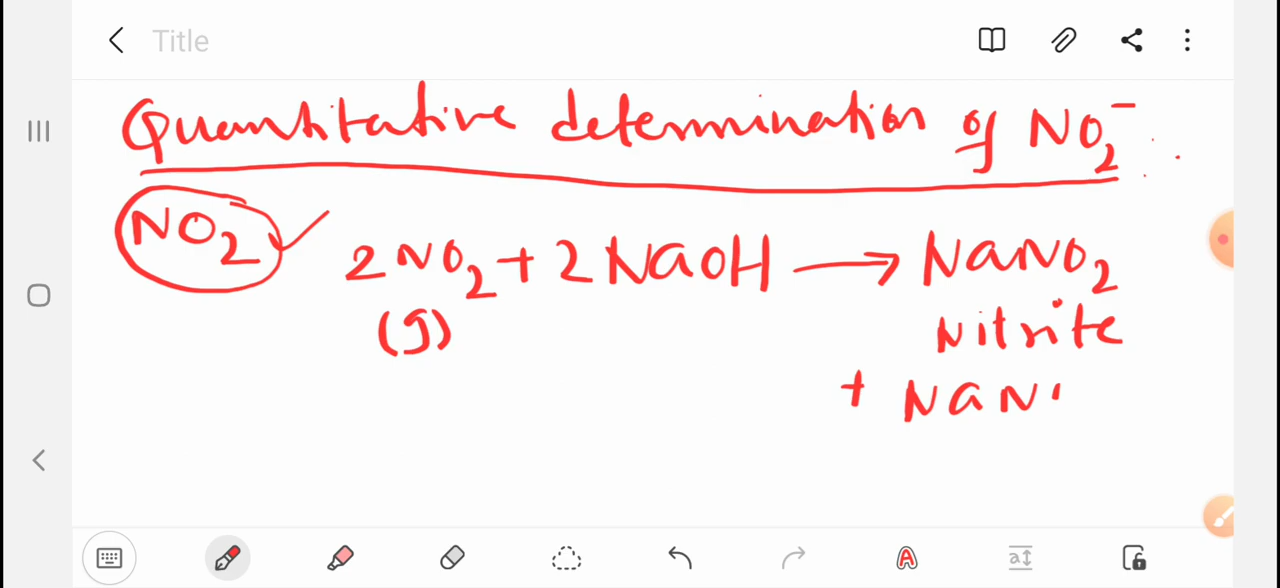 Title
Quantitative determination of NO2⁻
NO2
2NO2 + 2NaOH → NaNO2
(g)
Nitrite
+ NaN